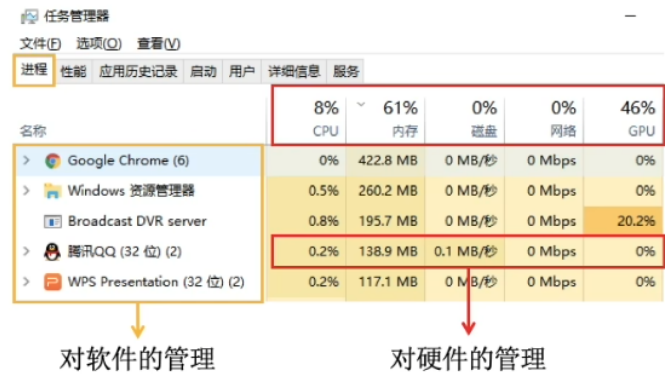 任务管理器
文件(F) 选项(O) 查看(V)
进程 性能 应用历史记录 启动 用户 详细信息 服务
8% 61% 0% 0% 46%
名称 CPU 内存 磁盘 网络 GPU
Google Chrome (6) 0% 422.8 MB 0 MB/秒 0 Mbps 0%
Windows 资源管理器 0.5% 260.2 MB 0 MB/秒 0 Mbps 0%
Broadcast DVR server 0.8% 195.7 MB 0 MB/秒 0 Mbps 20.2%
腾讯QQ (32 位) (2) 0.2% 138.9 MB 0.1 MB/秒 0 Mbps 0%
WPS Presentation (32 位) (2) 0.2% 117.1 MB 0 MB/秒 0 Mbps 0%
对软件的管理 对硬件的管理